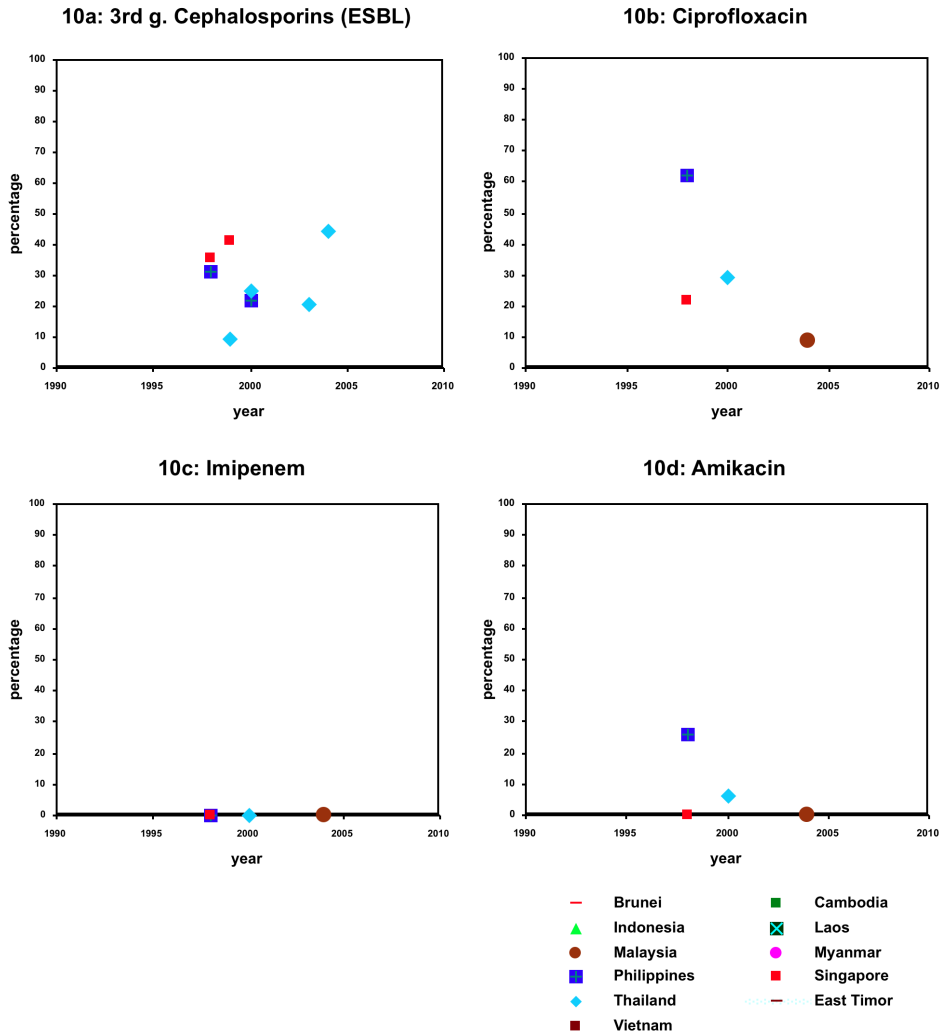 10a: 3rd g. Cephalosporins (ESBL)
100
90
80
70
60
50
40
30
20
10
0
percentage
1990 1995 2000 2005 2010
year
10b: Ciprofloxacin
100
90
80
70
60
50
40
30
20
10
0
percentage
1990 1995 2000 2005 2010
year
10c: Imipenem
100
90
80
70
60
50
40
30
20
10
0
percentage
1990 1995 2000 2005 2010
year
10d: Amikacin
100
90
80
70
60
50
40
30
20
10
0
percentage
1990 1995 2000 2005 2010
year
Brunei Cambodia
Indonesia Laos
Malaysia Myanmar
Philippines Singapore
Thailand East Timor
Vietnam